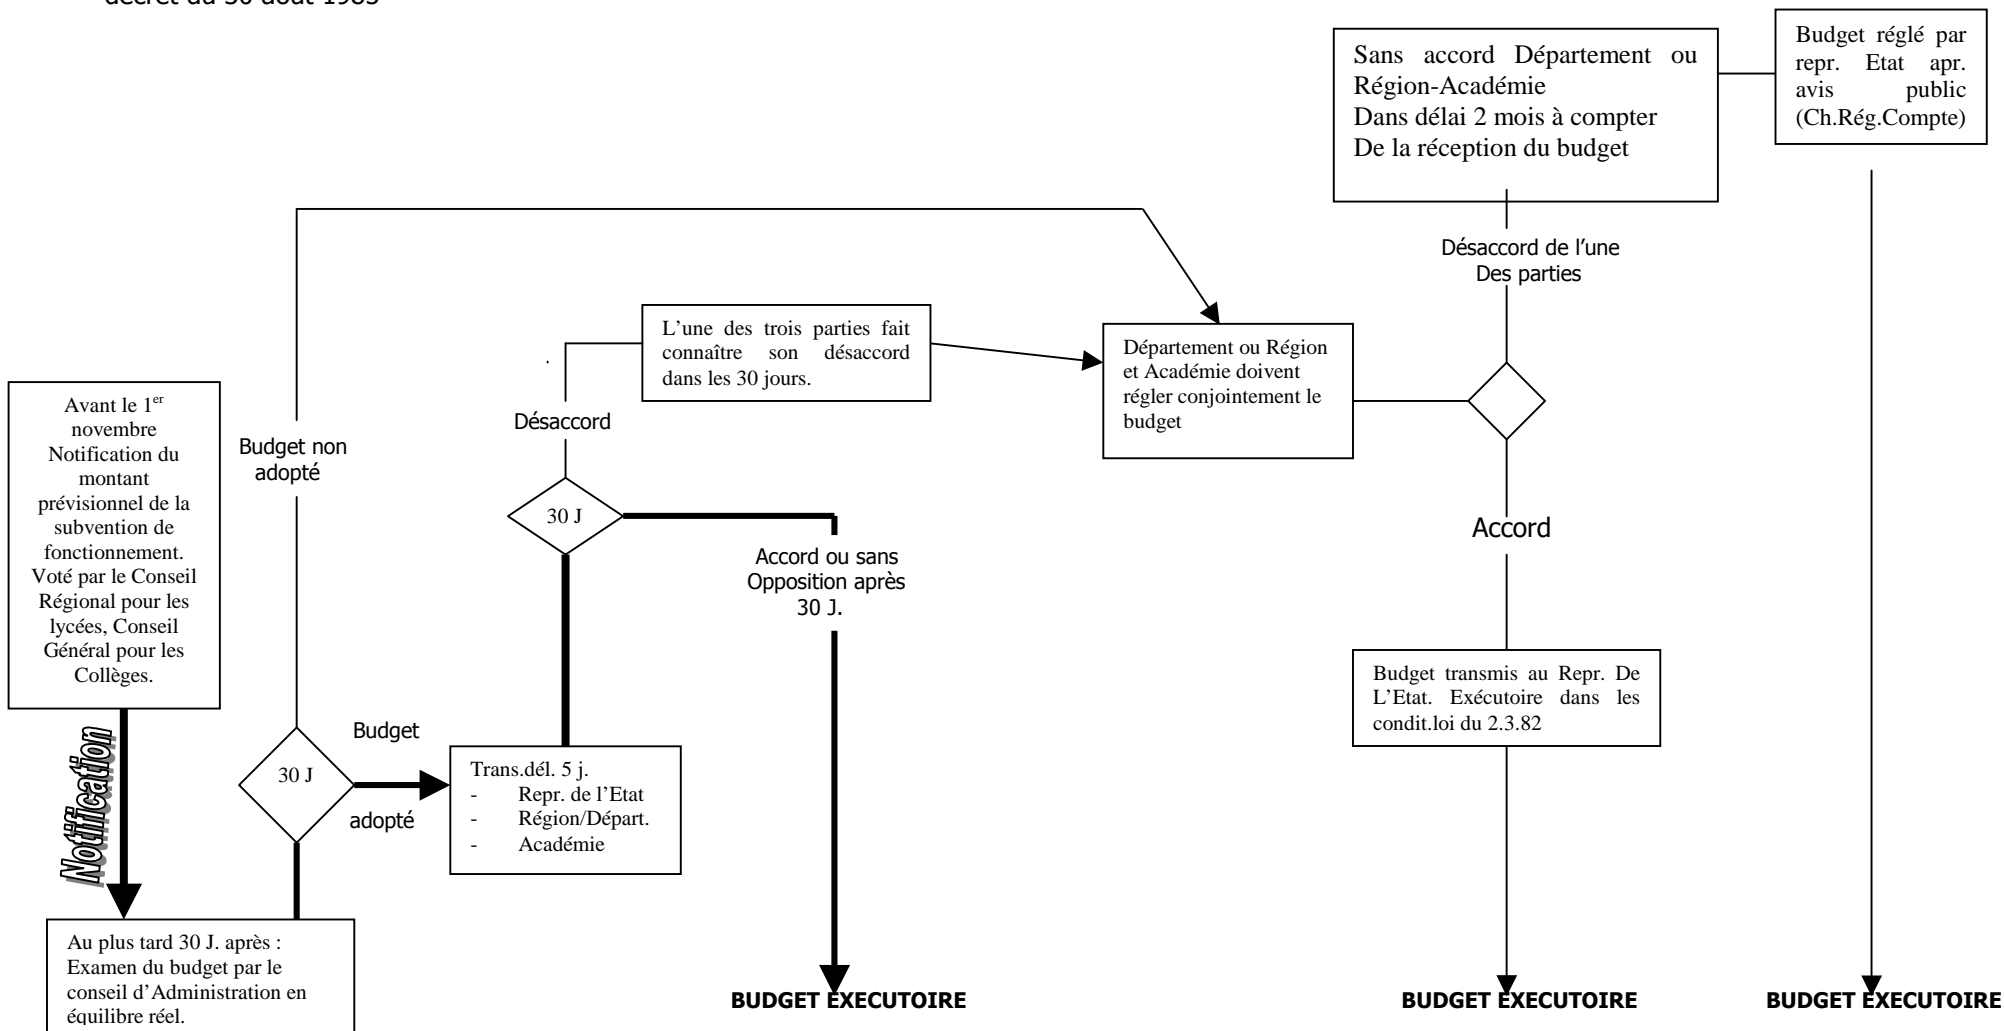 décret du 30 août 1985
Sans accord Département ou
Région-Académie
Dans délai 2 mois à compter
De la réception du budget
Budget réglé par
repr. Etat apr.
avis public
(Ch.Rég.Compte)
Désaccord de l’une
Des parties
L’une des trois parties fait
connaître son désaccord
dans les 30 jours.
Département ou Région
et Académie doivent
régler conjointement le
budget
Avant le 1er
novembre
Notification du
montant
prévisionnel de la
subvention de
fonctionnement.
Voté par le Conseil
Régional pour les
lycées, Conseil
Général pour les
Collèges.
Budget non
adopté
Désaccord
30 J
Accord ou sans
Opposition après
30 J.
Accord
Budget transmis au Repr. De
L’Etat. Exécutoire dans les
condit.loi du 2.3.82
Notification
30 J
Budget
adopté
Trans.dél. 5 j.
- Repr. de l’Etat
- Région/Départ.
- Académie
Au plus tard 30 J. après :
Examen du budget par le
conseil d’Administration en
équilibre réel.
BUDGET EXECUTOIRE
BUDGET EXECUTOIRE
BUDGET EXECUTOIRE